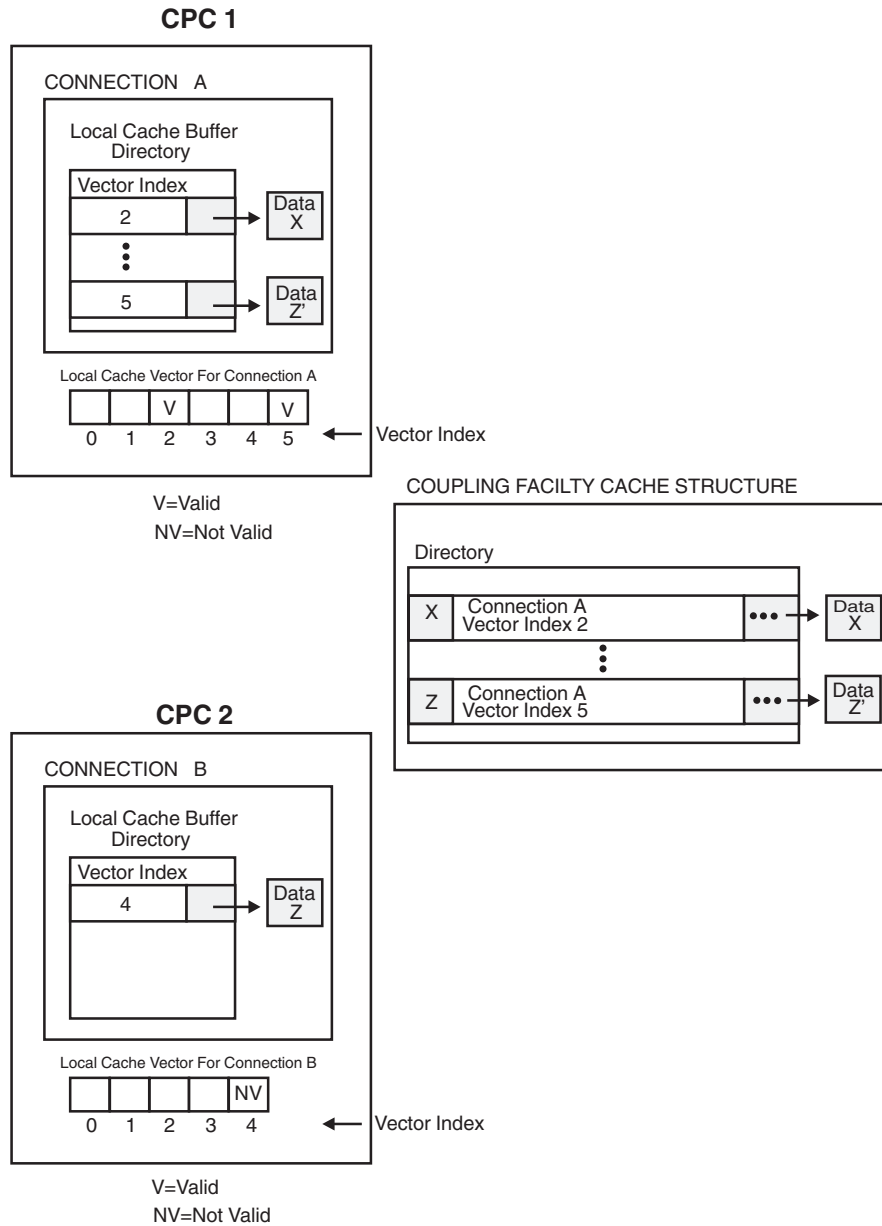 CPC 1
CONNECTION A
Local Cache Buffer
Directory
Vector Index
2
Data
X
5
Data
Z'
Local Cache Vector For Connection A
V V
0 1 2 3 4 5
Vector Index
V=Valid
NV=Not Valid
COUPLING FACILTY CACHE STRUCTURE
Directory
X
Connection A
Vector Index 2
Data
X
Z
Connection A
Vector Index 5
Data
Z'
CPC 2
CONNECTION B
Local Cache Buffer
Directory
Vector Index
4
Data
Z
Local Cache Vector For Connection B
NV
0 1 2 3 4
Vector Index
V=Valid
NV=Not Valid